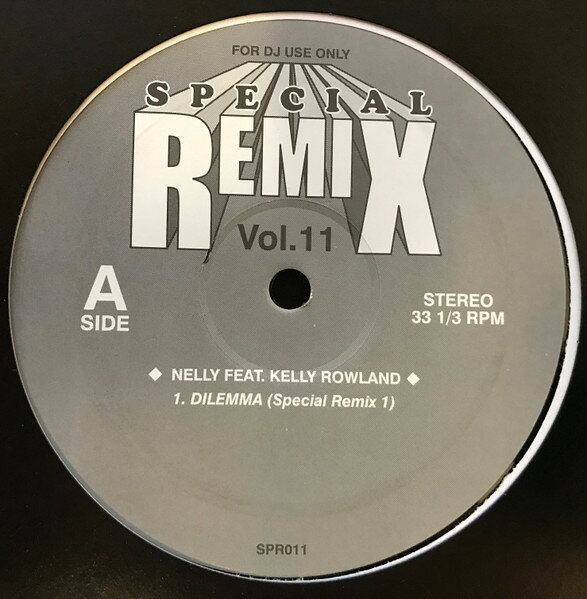 FOR DJ USE ONLY
SPECIAL
REMIX
Vol.11
A
SIDE
STEREO
33 1/3 RPM
◆ NELLY FEAT. KELLY ROWLAND ◆
1. DILEMMA (Special Remix 1)
SPR011